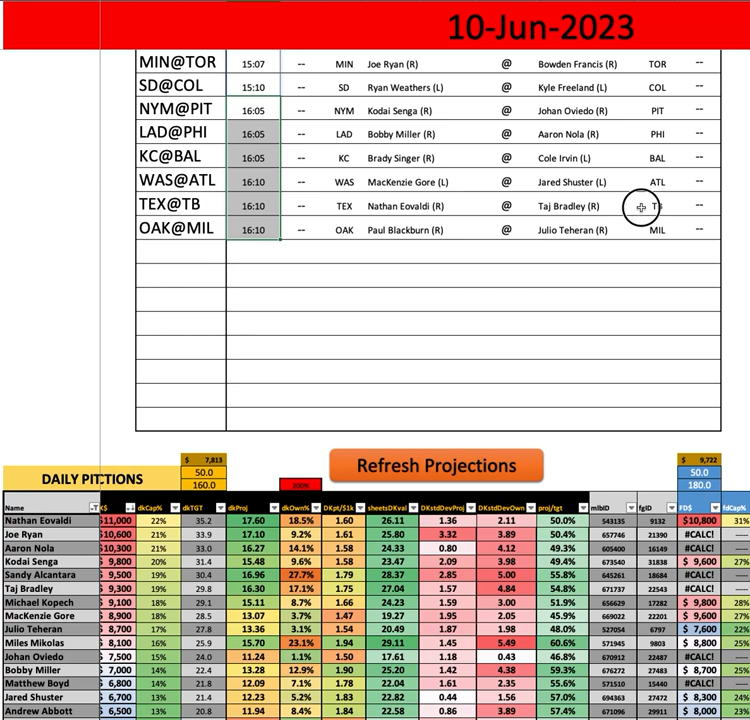 10-Jun-2023
MIN@TOR 15:07 -- MIN Joe Ryan (R) @ Bowden Francis (R) TOR --
SD@COL 15:10 -- SD Ryan Weathers (L) @ Kyle Freeland (L) COL --
NYM@PIT 16:05 -- NYM Kodai Senga (R) @ Johan Oviedo (R) PIT --
LAD@PHI 16:05 -- LAD Bobby Miller (R) @ Aaron Nola (R) PHI --
KC@BAL 16:05 -- KC Brady Singer (R) @ Cole Irvin (L) BAL --
WAS@ATL 16:10 -- WAS MacKenzie Gore (L) @ Jared Shuster (L) ATL --
TEX@TB 16:10 -- TEX Nathan Eovaldi (R) @ Taj Bradley (R) TB --
OAK@MIL 16:10 -- OAK Paul Blackburn (R) @ Julio Teheran (R) MIL --
$ 7,813 Refresh Projections $ 9,722
DAILY PITCTIONS 50.0 50.0
160.0 200% 180.0
Name K$ dkCap% dkTGT dkProj dkOwn% DKpt/$1k sheetsDKval DKstdDevProj DKstdDevOwn proj/tgt mlbID fgID FD$ fdCap%
Nathan Eovaldi $11,000 22% 35.2 17.60 18.5% 1.60 26.11 1.36 2.11 50.0% 543135 9132 $10,800 31%
Joe Ryan $10,600 21% 33.9 17.10 9.2% 1.61 25.80 3.32 3.89 50.4% 657746 21390 #CALC! ----
Aaron Nola $10,300 21% 33.0 16.27 14.1% 1.58 24.33 0.80 4.12 49.3% 605400 16149 #CALC! ----
Kodai Senga $ 9,800 20% 31.4 15.48 9.6% 1.58 23.47 2.09 3.98 49.4% 673540 31838 $ 9,600 27%
Sandy Alcantara $ 9,500 19% 30.4 16.96 27.7% 1.79 28.37 2.85 5.00 55.8% 645261 18684 #CALC! ----
Taj Bradley $ 9,300 19% 29.8 16.30 17.1% 1.75 27.04 1.57 4.84 54.8% 671737 22543 #CALC! ----
Michael Kopech $ 9,100 18% 29.1 15.11 8.7% 1.66 24.23 1.59 3.00 51.9% 656629 17282 $ 9,800 28%
MacKenzie Gore $ 8,900 18% 28.5 13.07 3.7% 1.47 19.27 1.95 2.05 45.9% 669022 22201 $ 9,600 27%
Julio Teheran $ 8,700 17% 27.8 13.36 3.1% 1.54 20.49 1.87 1.98 48.0% 527054 6797 $ 7,600 22%
Miles Mikolas $ 8,100 16% 25.9 15.70 23.1% 1.94 29.11 1.45 5.49 60.6% 571945 9803 $ 8,800 25%
Johan Oviedo $ 7,500 15% 24.0 11.24 1.1% 1.50 17.61 1.18 0.43 46.8% 670912 22487 #CALC! ----
Bobby Miller $ 7,000 14% 22.4 13.28 12.9% 1.90 25.20 1.42 4.38 59.3% 676272 27483 $ 8,700 25%
Matthew Boyd $ 6,800 14% 21.8 12.09 7.1% 1.78 22.04 1.61 2.35 55.6% 571510 15440 #CALC! ----
Jared Shuster $ 6,700 13% 21.4 12.23 5.2% 1.83 22.82 0.44 1.56 57.0% 694363 27472 $ 8,300 24%
Andrew Abbott $ 6,500 13% 20.8 11.94 8.4% 1.84 22.58 0.86 3.89 57.4% 671096 29911 $ 8,000 23%